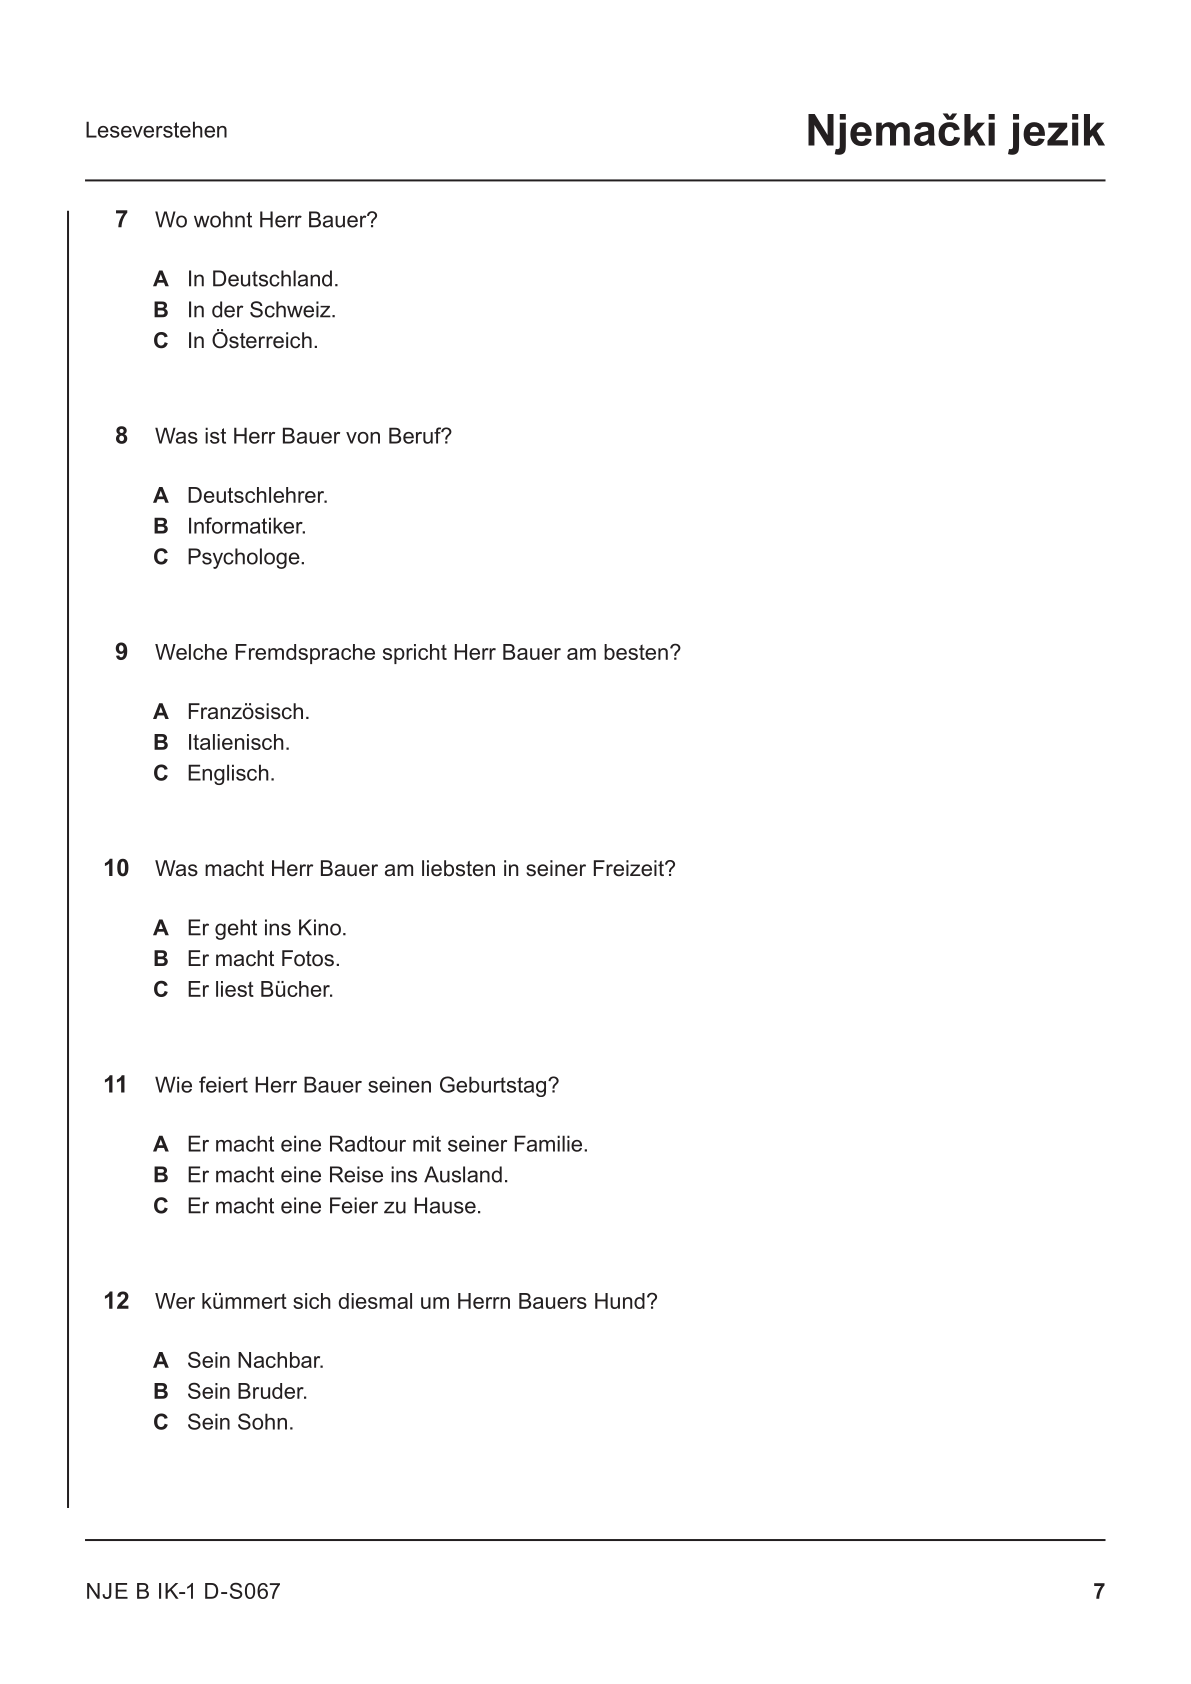 Leseverstehen
Njemački jezik
7 Wo wohnt Herr Bauer?
A In Deutschland.
B In der Schweiz.
C In Österreich.
8 Was ist Herr Bauer von Beruf?
A Deutschlehrer.
B Informatiker.
C Psychologe.
9 Welche Fremdsprache spricht Herr Bauer am besten?
A Französisch.
B Italienisch.
C Englisch.
10 Was macht Herr Bauer am liebsten in seiner Freizeit?
A Er geht ins Kino.
B Er macht Fotos.
C Er liest Bücher.
11 Wie feiert Herr Bauer seinen Geburtstag?
A Er macht eine Radtour mit seiner Familie.
B Er macht eine Reise ins Ausland.
C Er macht eine Feier zu Hause.
12 Wer kümmert sich diesmal um Herrn Bauers Hund?
A Sein Nachbar.
B Sein Bruder.
C Sein Sohn.
NJE B IK-1 D-S067
7